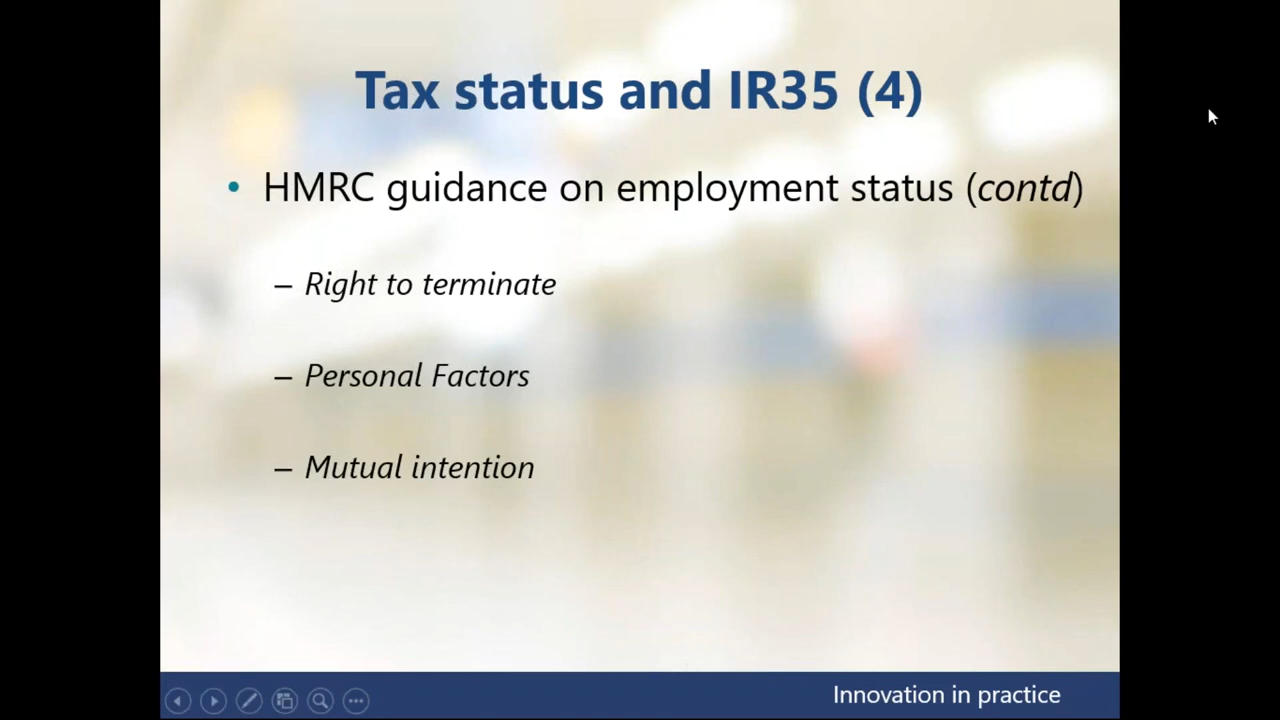 Tax status and IR35 (4)
• HMRC guidance on employment status (contd)
– Right to terminate
– Personal Factors
– Mutual intention
Innovation in practice